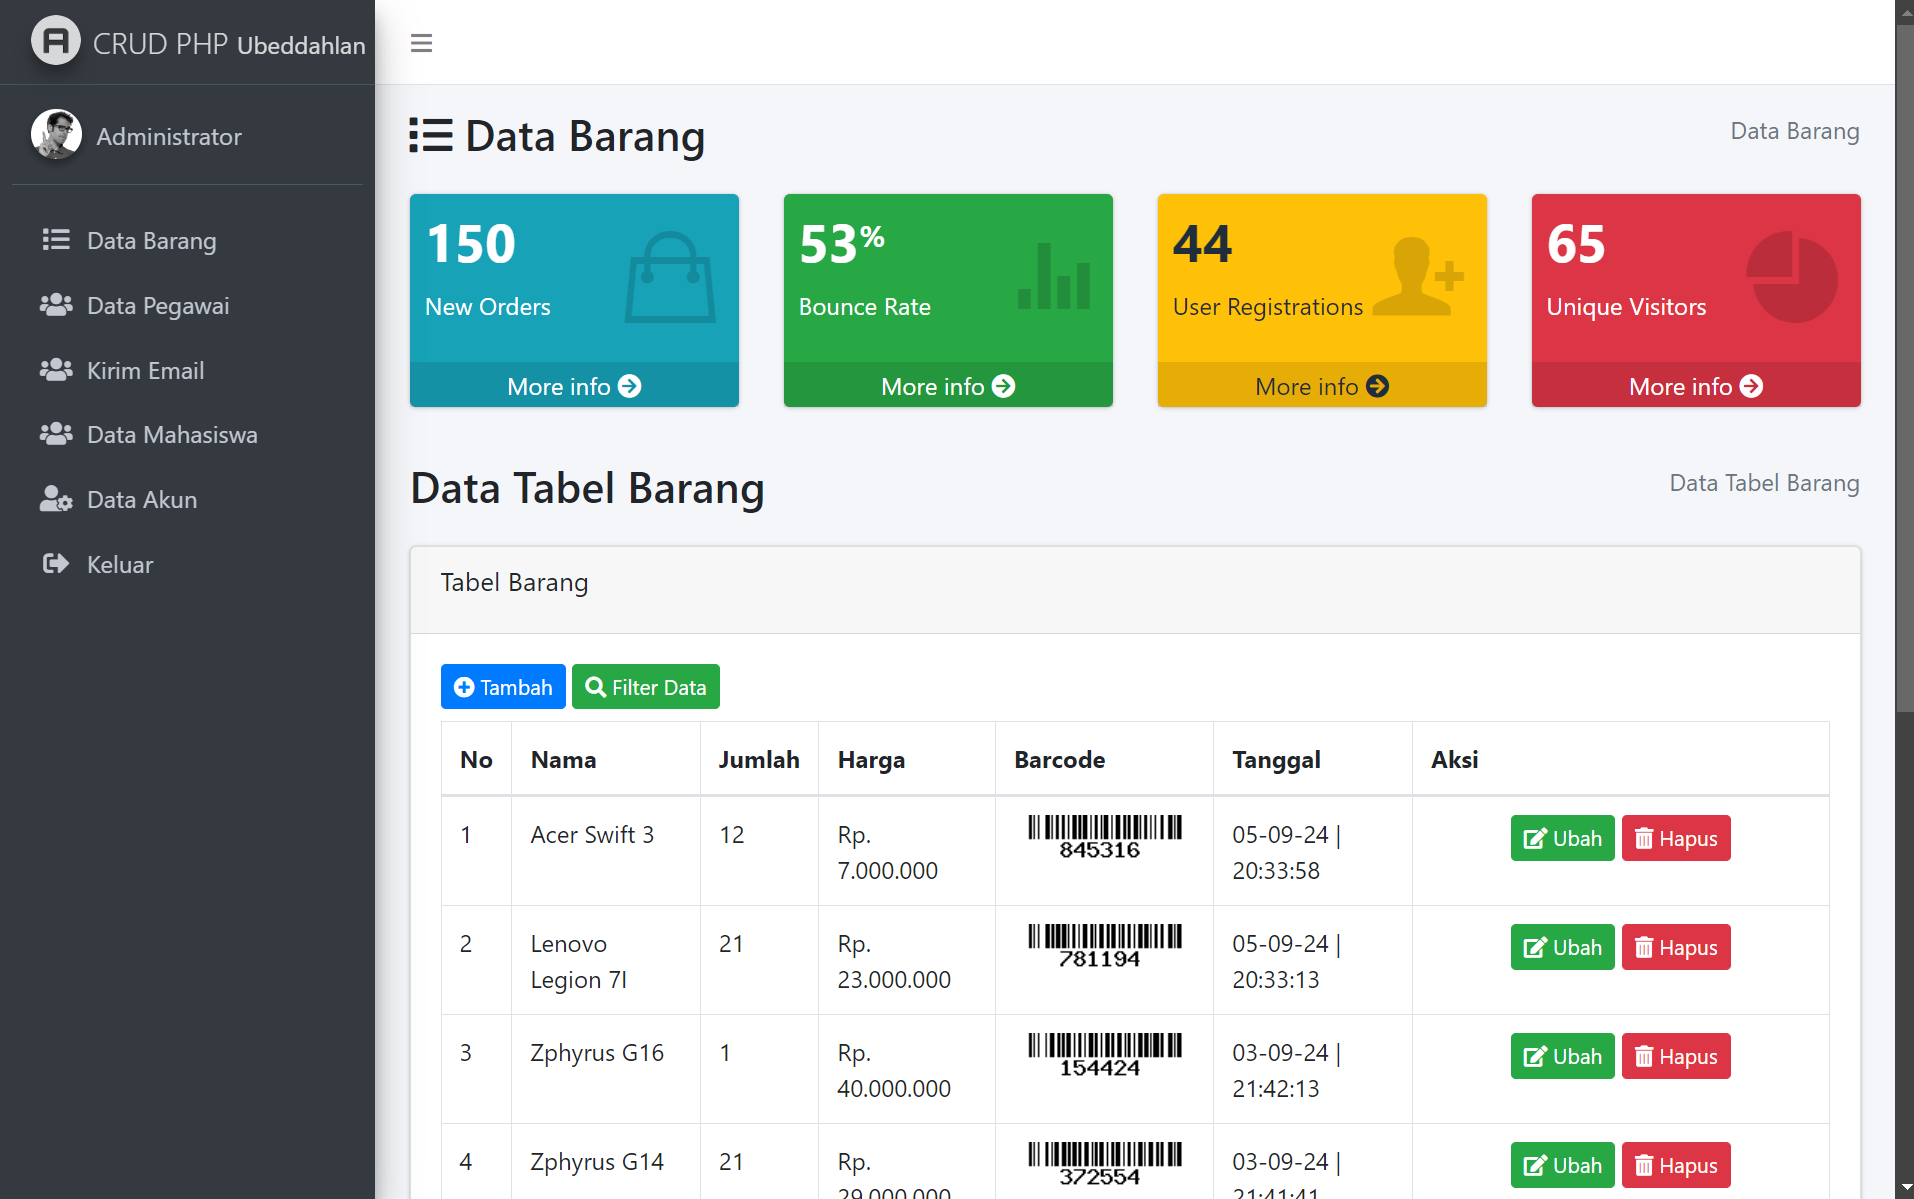 CRUD PHP Ubeddahlan
Administrator
Data Barang
Data Pegawai
Kirim Email
Data Mahasiswa
Data Akun
Keluar
Data Barang
Data Barang
150
New Orders
More info
53%
Bounce Rate
More info
44
User Registrations
More info
65
Unique Visitors
More info
Data Tabel Barang
Data Tabel Barang
Tabel Barang
Tambah
Filter Data
No Nama Jumlah Harga Barcode Tanggal Aksi
1 Acer Swift 3 12 Rp. 845316 05-09-24 | Ubah Hapus
7.000.000 20:33:58
2 Lenovo 21 Rp. 781194 05-09-24 | Ubah Hapus
Legion 7I 23.000.000 20:33:13
3 Zphyrus G16 1 Rp. 154424 03-09-24 | Ubah Hapus
40.000.000 21:42:13
4 Zphyrus G14 21 Rp. 372554 03-09-24 | Ubah Hapus
29.000.000 21:41:41